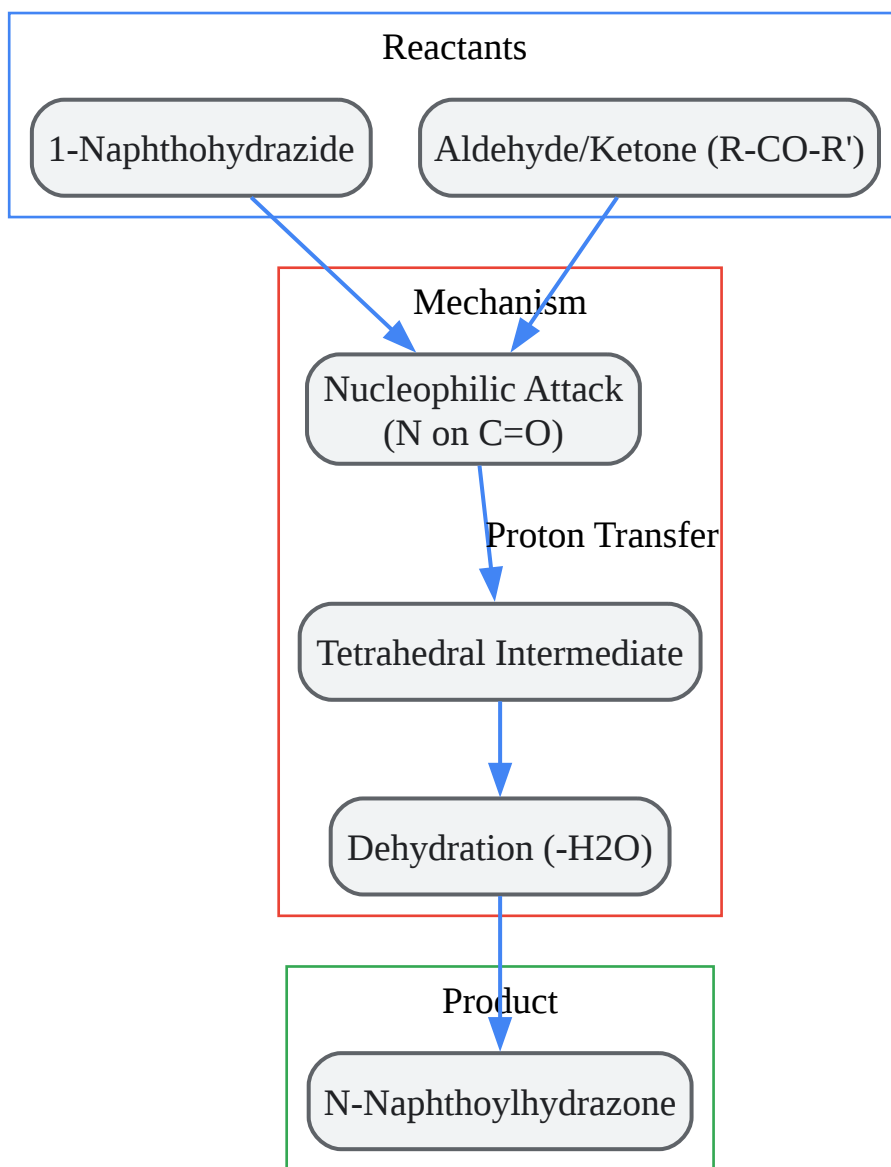 Reactants
1-Naphthohydrazide
Aldehyde/Ketone (R-CO-R')
Mechanism
Nucleophilic Attack
(N on C=O)
Proton Transfer
Tetrahedral Intermediate
Dehydration (-H2O)
Product
N-Naphthoylhydrazone